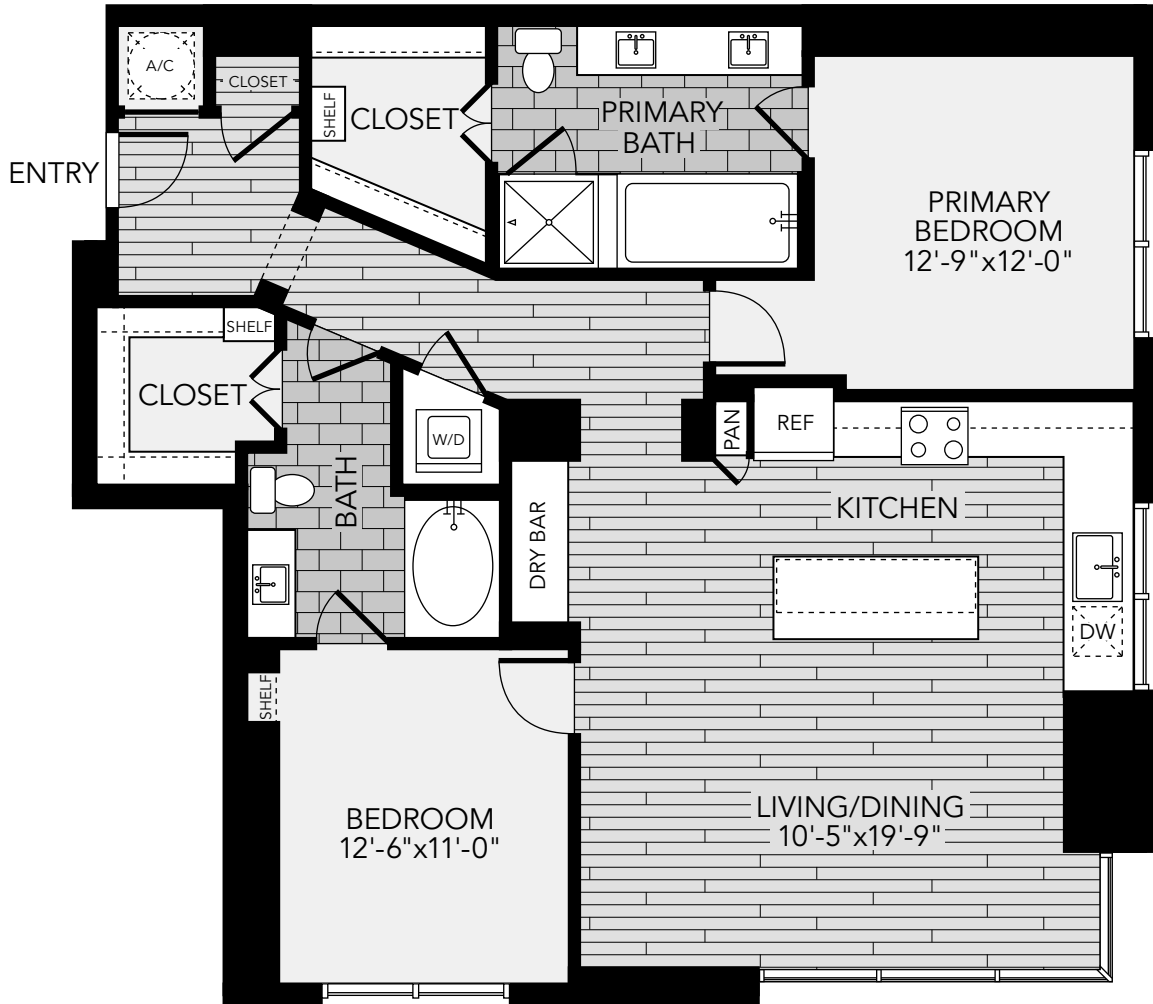 A/C
CLOSET
SHELF
CLOSET
PRIMARY
BATH
ENTRY
PRIMARY
BEDROOM
12'-9"x12'-0"
SHELF
CLOSET
W/D
PAN
REF
BATH
KITCHEN
DRY BAR
DW
SHELF
BEDROOM
12'-6"x11'-0"
LIVING/DINING
10'-5"x19'-9"